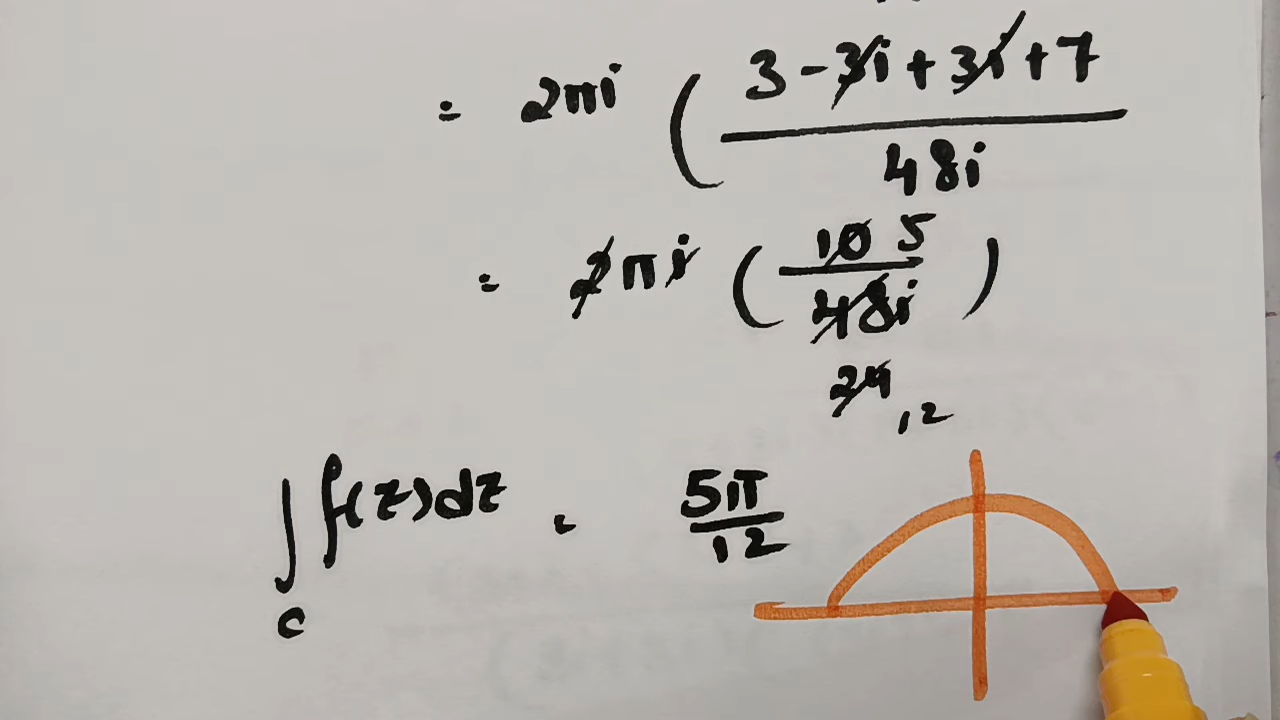 = 2πi ( 3 - 3i + 3i + 7
48i
= 2πi ( 10 5 )
48i
24 12
∫ f(z)dz = 5π
12
c